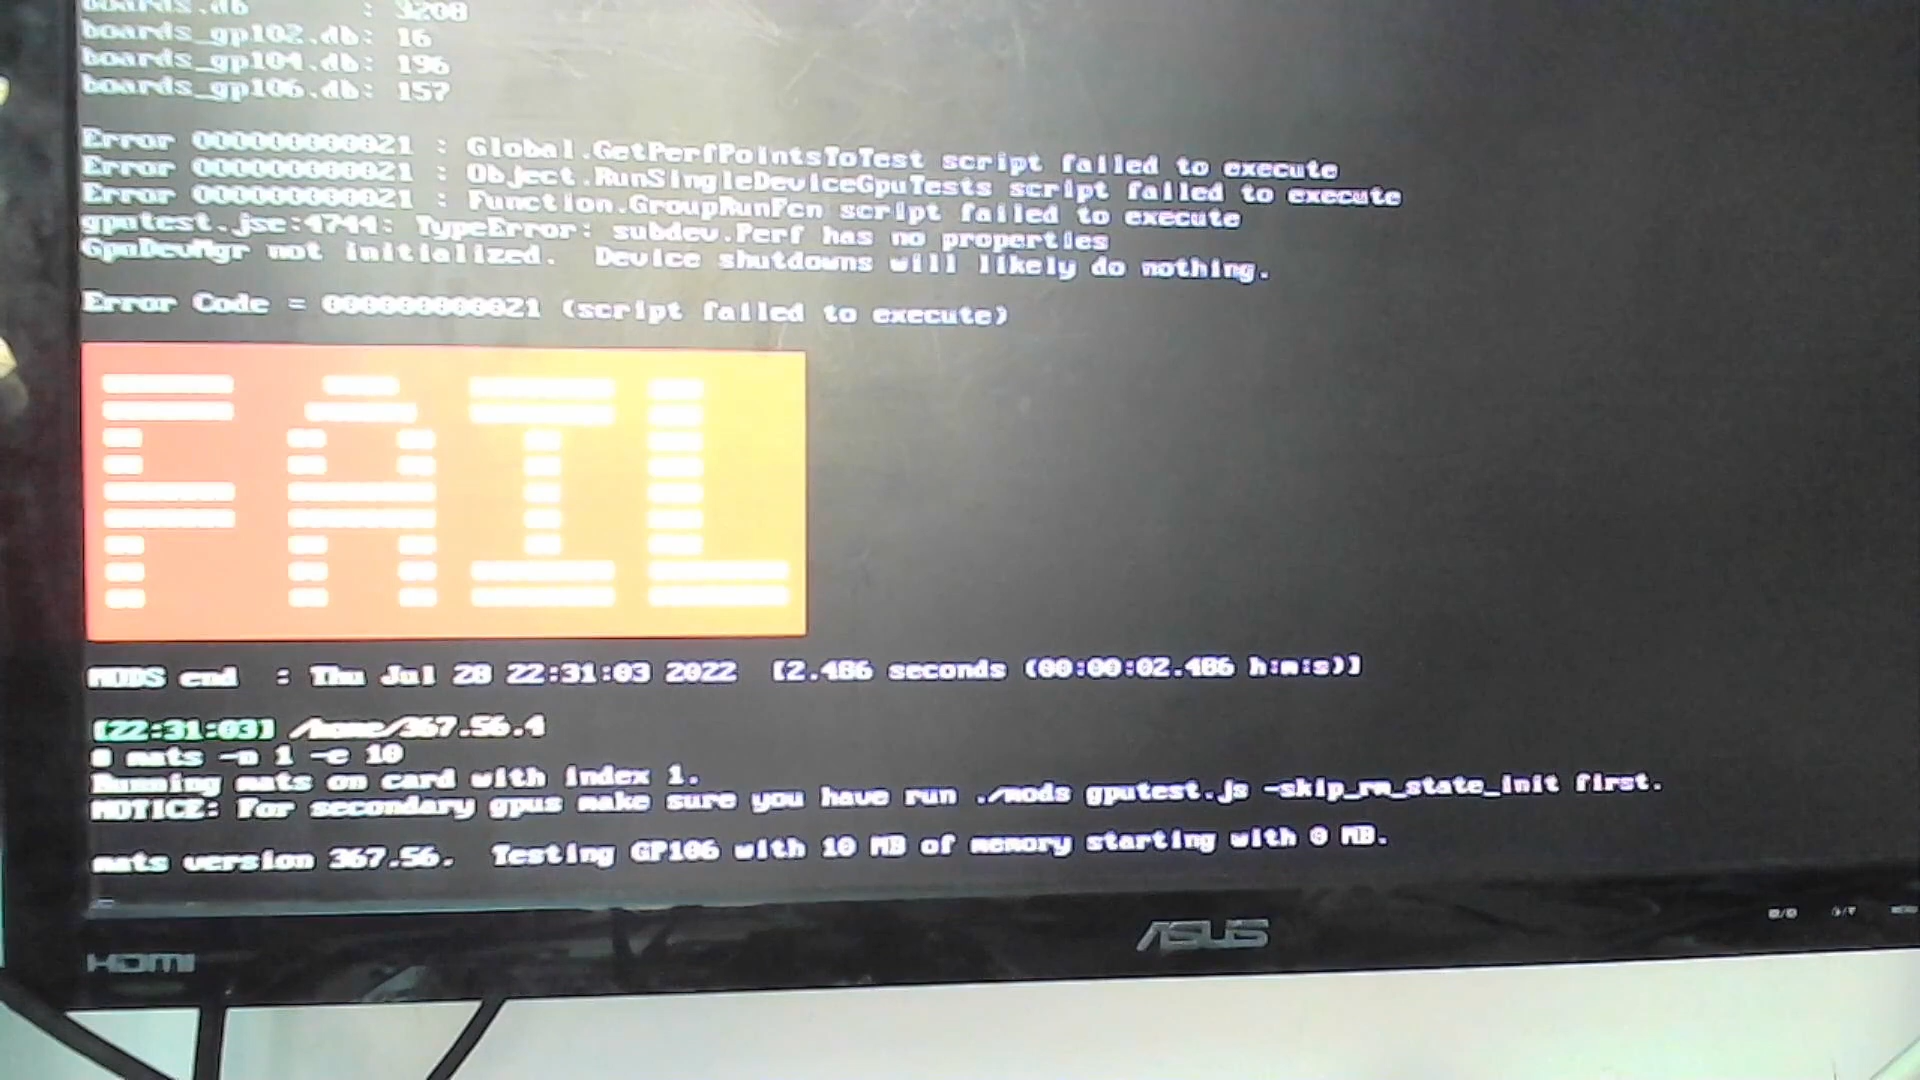 boards.db : 3208
boards_gp102.db: 16
boards_gp104.db: 196
boards_gp106.db: 157
Error 000000000021 : Global.GetPerfPointsToTest script failed to execute
Error 000000000021 : Object.RunSingleDeviceGpuTests script failed to execute
Error 000000000021 : Function.GroupRunFcn script failed to execute
gputest.jse:4744: TypeError: subdev.Perf has no properties
GpuDevMgr not initialized. Device shutdowns will likely do nothing.
Error Code = 000000000021 (script failed to execute)
FAIL
MODS end : Thu Jul 28 22:31:03 2022 [2.486 seconds (00:00:02.486 h:m:s)]
[22:31:03] /home/367.56.4
# mats -n 1 -e 10
Running mats on card with index 1.
NOTICE: For secondary gpus make sure you have run ./mods gputest.js -skip_rm_state_init first.
mats version 367.56. Testing GP106 with 10 MB of memory starting with 0 MB.
ASUS
HDMI